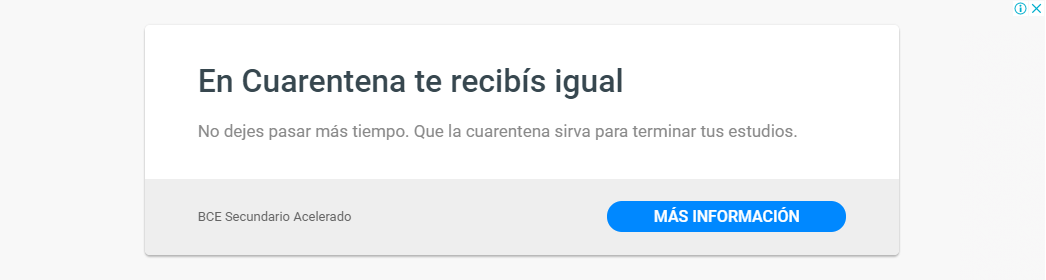 En Cuarentena te recibís igual
No dejes pasar más tiempo. Que la cuarentena sirva para terminar tus estudios.
BCE Secundario Acelerado
MÁS INFORMACIÓN